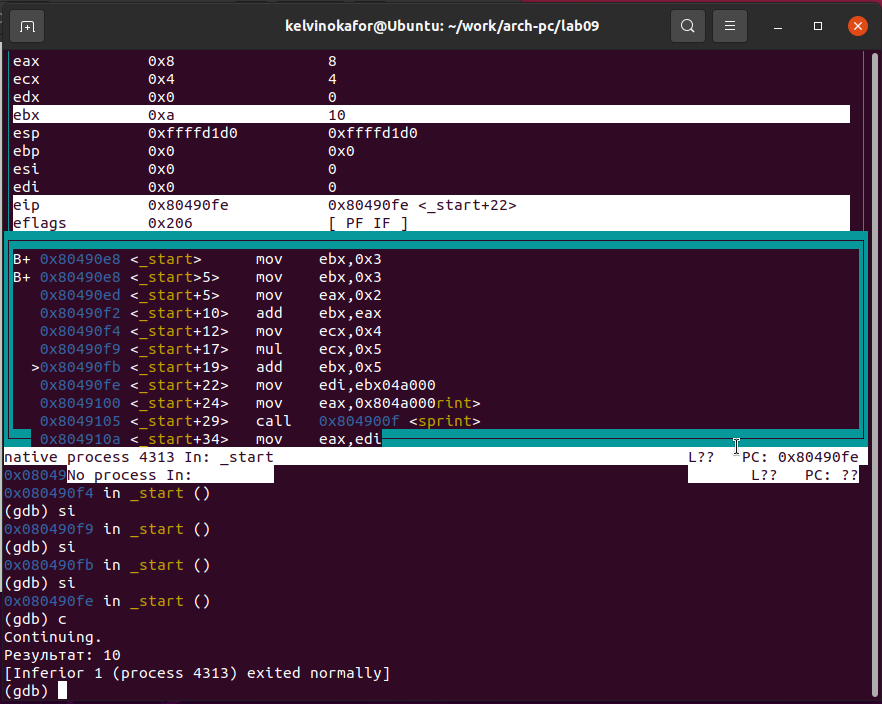 kelvinokafor@Ubuntu: ~/work/arch-pc/lab09
eax 0x8 8
ecx 0x4 4
edx 0x0 0
ebx 0xa 10
esp 0xffffd1d0 0xffffd1d0
ebp 0x0 0x0
esi 0x0 0
edi 0x0 0
eip 0x80490fe 0x80490fe <_start+22>
eflags 0x206 [ PF IF ]
B+ 0x80490e8 <_start> mov ebx,0x3
B+ 0x80490e8 <_start>5> mov ebx,0x3
0x80490ed <_start+5> mov eax,0x2
0x80490f2 <_start+10> add ebx,eax
0x80490f4 <_start+12> mov ecx,0x4
0x80490f9 <_start+17> mul ecx,0x5
>0x80490fb <_start+19> add ebx,0x5
0x80490fe <_start+22> mov edi,ebx04a000
0x8049100 <_start+24> mov eax,0x804a000rint>
0x8049105 <_start+29> call 0x804900f <sprint>
0x804910a <_start+34> mov eax,edi
native process 4313 In: _start L?? PC: 0x80490fe
0x08049No process In: L?? PC: ??
0x080490f4 in _start ()
(gdb) si
0x080490f9 in _start ()
(gdb) si
0x080490fb in _start ()
(gdb) si
0x080490fe in _start ()
(gdb) c
Continuing.
Результат: 10
[Inferior 1 (process 4313) exited normally]
(gdb)